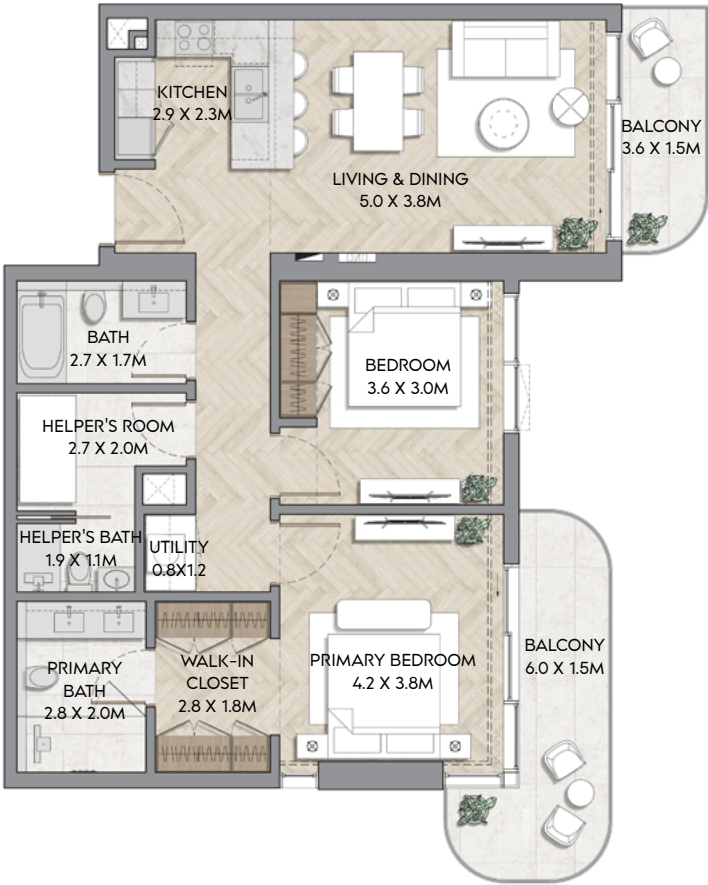 KITCHEN
2.9 X 2.3M
LIVING & DINING
5.0 X 3.8M
BALCONY
3.6 X 1.5M
BATH
2.7 X 1.7M
BEDROOM
3.6 X 3.0M
HELPER'S ROOM
2.7 X 2.0M
HELPER'S BATH
1.9 X 1.1M
UTILITY
0.8X1.2
PRIMARY
BATH
2.8 X 2.0M
WALK-IN
CLOSET
2.8 X 1.8M
PRIMARY BEDROOM
4.2 X 3.8M
BALCONY
6.0 X 1.5M